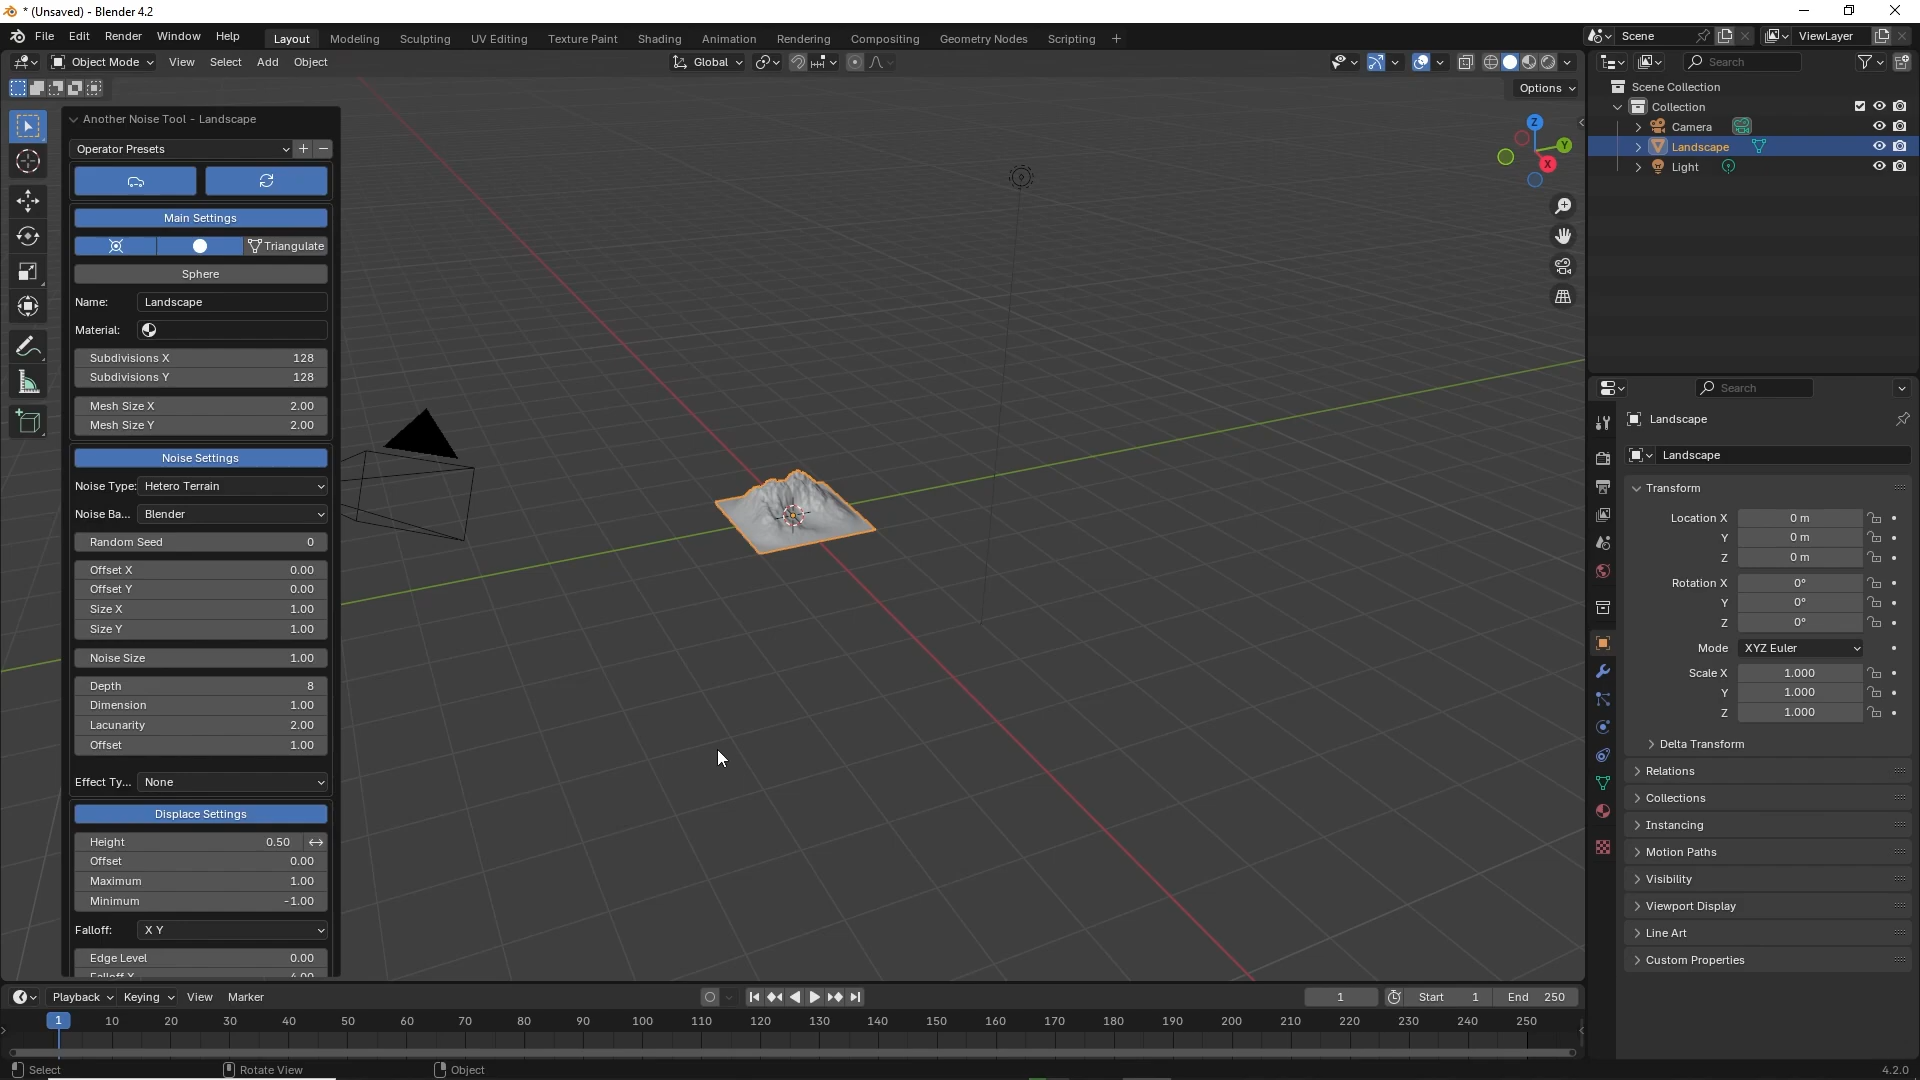 * (Unsaved) - Blender 4.2
File Edit Render Window Help
Layout Modeling Sculpting UV Editing Texture Paint Shading Animation Rendering Compositing Geometry Nodes Scripting +
Scene
ViewLayer
Object Mode View Select Add Object
Global
Search
Options
Scene Collection
Collection
Camera
Landscape
Light
Another Noise Tool - Landscape
Operator Presets
Main Settings
Triangulate
Sphere
Name: Landscape
Material:
Subdivisions X 128
Subdivisions Y 128
Mesh Size X 2.00
Mesh Size Y 2.00
Noise Settings
Noise Type: Hetero Terrain
Noise Ba... Blender
Random Seed 0
Offset X 0.00
Offset Y 0.00
Size X 1.00
Size Y 1.00
Noise Size 1.00
Depth 8
Dimension 1.00
Lacunarity 2.00
Offset 1.00
Effect Ty... None
Displace Settings
Height 0.50
Offset 0.00
Maximum 1.00
Minimum -1.00
Falloff: X Y
Edge Level 0.00
Falloff X 4.00
Z
Y
X
Search
Landscape
Landscape
Transform
Location X 0 m
Y 0 m
Z 0 m
Rotation X 0°
Y 0°
Z 0°
Mode XYZ Euler
Scale X 1.000
Y 1.000
Z 1.000
Delta Transform
Relations
Collections
Instancing
Motion Paths
Visibility
Viewport Display
Line Art
Custom Properties
Playback Keying View Marker
1 Start 1 End 250
1 10 20 30 40 50 60 70 80 90 100 110 120 130 140 150 160 170 180 190 200 210 220 230 240 250
Select Rotate View Object
4.2.0